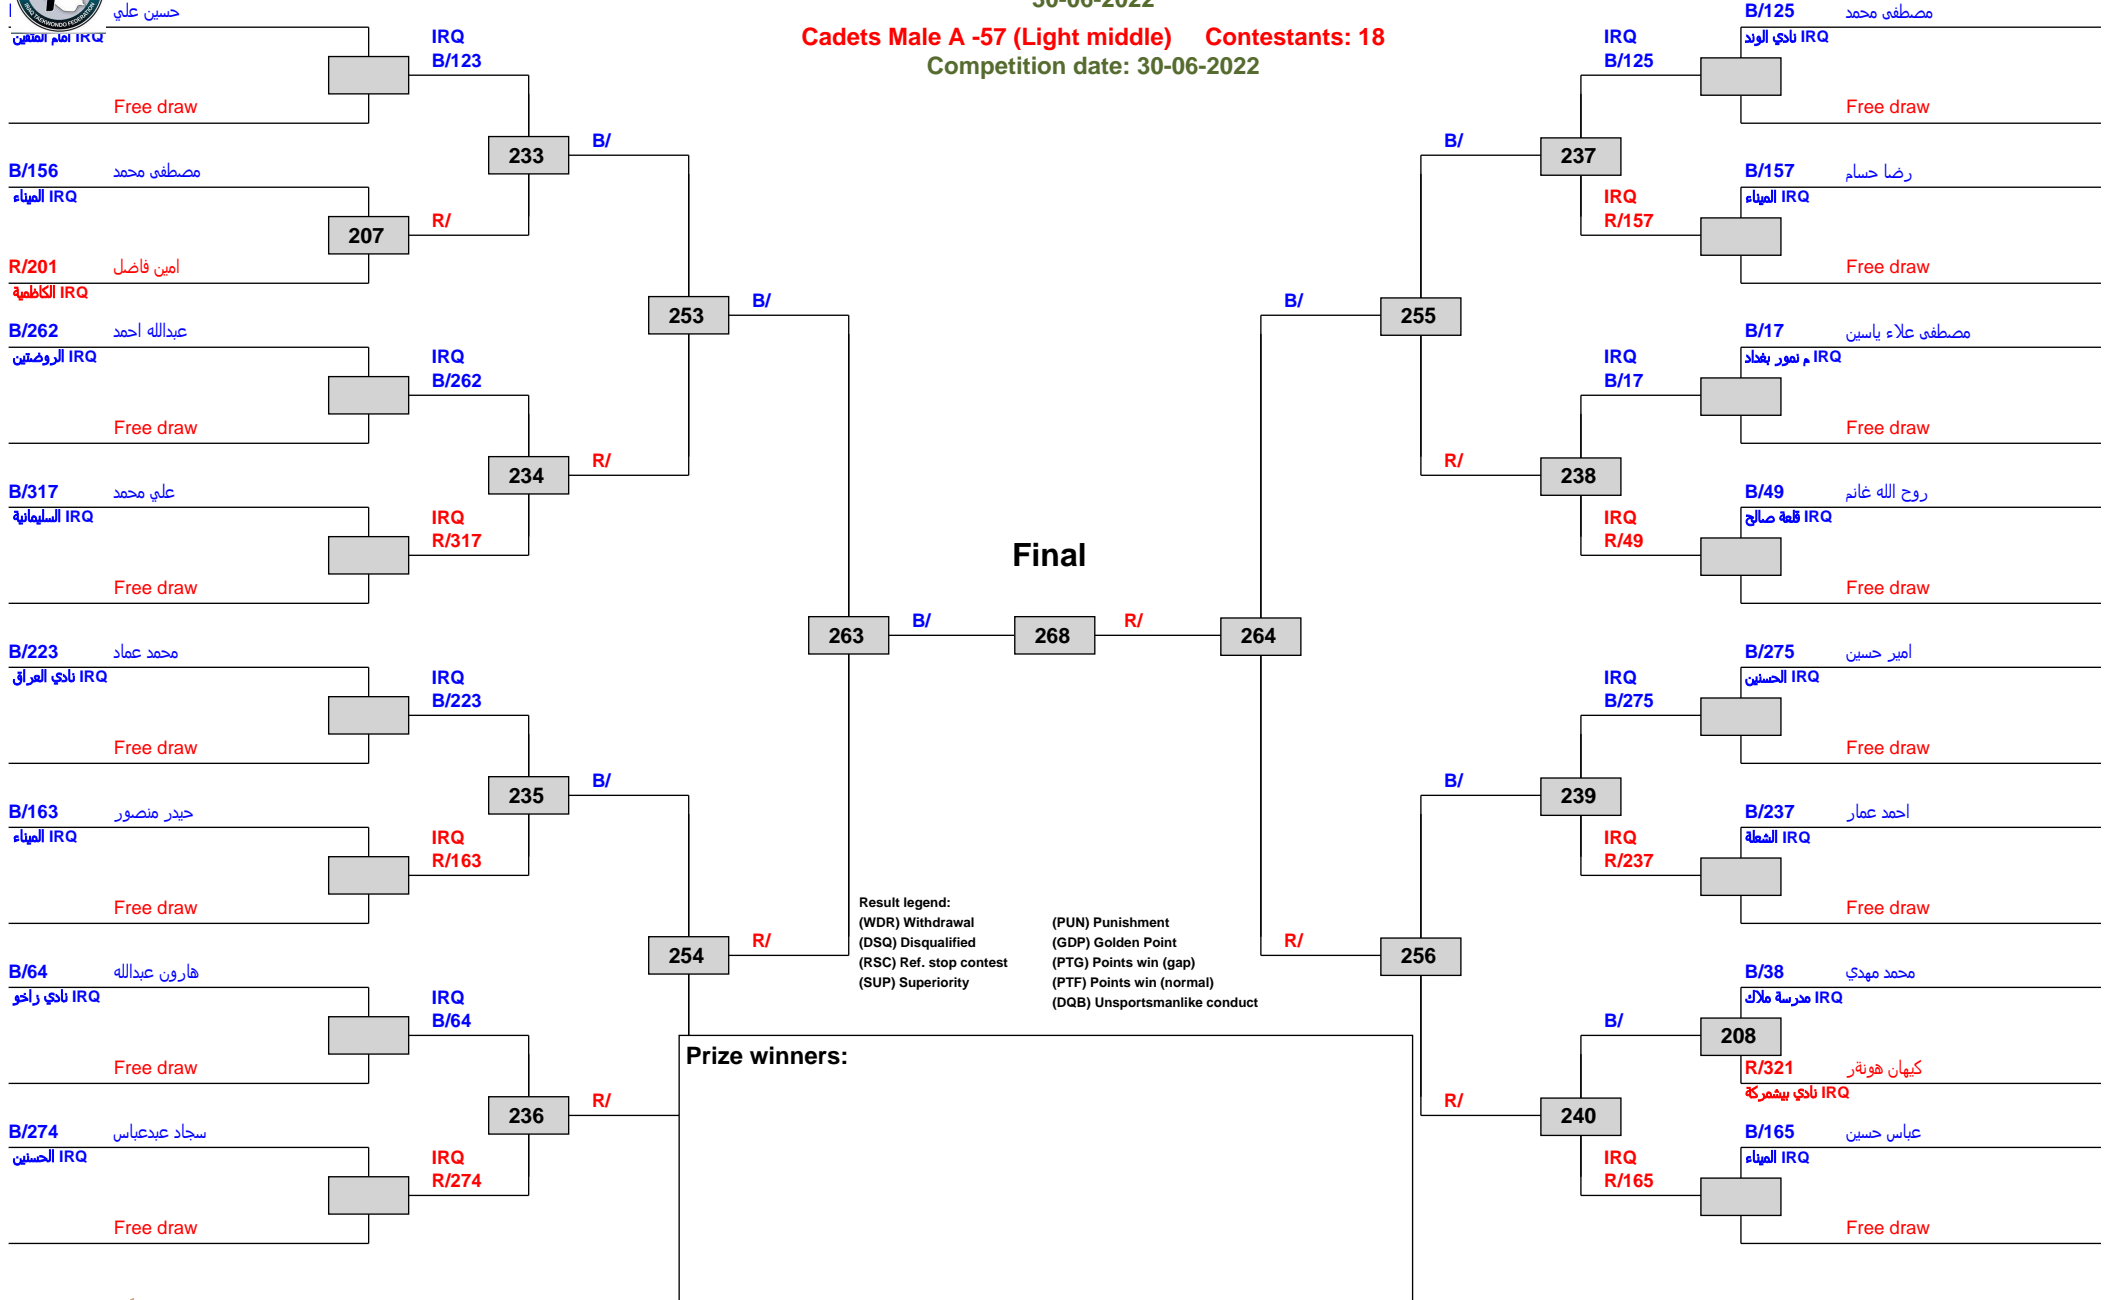 30-06-2022
Cadets Male A -57 (Light middle) Contestants: 18
Competition date: 30-06-2022
IRAQ TAEKWONDO FEDERATION
حسين علي
IRQ امام المتقين
Free draw
IRQ
B/123
B/156 مصطفى محمد
IRQ الميناء
R/201 امين فاضل
IRQ الكاظمية
207
R/
233
B/
B/262 عبدالله احمد
IRQ الروضتين
Free draw
IRQ
B/262
B/317 علي محمد
IRQ السليمانية
Free draw
IRQ
R/317
234
R/
253
B/
B/223 محمد عماد
IRQ نادي العراق
Free draw
IRQ
B/223
B/163 حيدر منصور
IRQ الميناء
Free draw
IRQ
R/163
235
B/
B/64 هارون عبدالله
IRQ نادي زاخو
Free draw
IRQ
B/64
B/274 سجاد عبدعباس
IRQ الحسنين
Free draw
IRQ
R/274
236
R/
254
R/
Final
263
B/
268
R/
264
B/125 مصطفى محمد
IRQ نادي الوند
Free draw
IRQ
B/125
B/157 رضا حسام
IRQ الميناء
Free draw
IRQ
R/157
237
B/
B/17 مصطفى علاء ياسين
IRQ م نمور بغداد
Free draw
IRQ
B/17
B/49 روح الله غانم
IRQ قلعة صالح
Free draw
IRQ
R/49
238
R/
255
B/
B/275 امير حسين
IRQ الحسنين
Free draw
IRQ
B/275
B/237 احمد عمار
IRQ الشعلة
Free draw
IRQ
R/237
239
B/
B/38 محمد مهدي
IRQ مدرسة ملاك
208
R/321 كيهان هونةر
IRQ نادي بيشمركة
B/
B/165 عباس حسين
IRQ الميناء
Free draw
IRQ
R/165
240
R/
256
R/
Result legend:
(WDR) Withdrawal
(DSQ) Disqualified
(RSC) Ref. stop contest
(SUP) Superiority
(PUN) Punishment
(GDP) Golden Point
(PTG) Points win (gap)
(PTF) Points win (normal)
(DQB) Unsportsmanlike conduct
Prize winners: